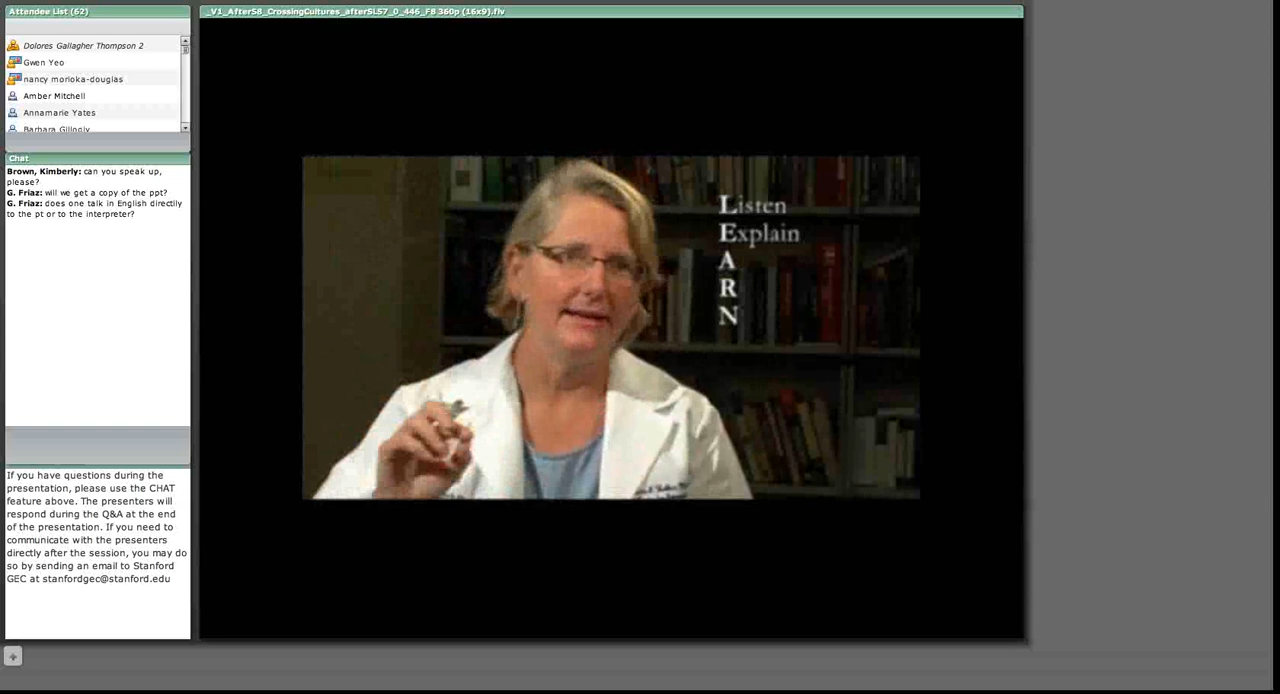 Attendee List (62)
Dolores Gallagher Thompson 2
Gwen Yeo
nancy morioka-douglas
Amber Mitchell
Annamarie Yates
Barbara Gillogly
Chat
Brown, Kimberly: can you speak up,
please?
G. Friaz: will we get a copy of the ppt?
G. Friaz: does one talk in English directly
to the pt or to the interpreter?
If you have questions during the
presentation, please use the CHAT
feature above. The presenters will
respond during the Q&A at the end
of the presentation. If you need to
communicate with the presenters
directly after the session, you may do
so by sending an email to Stanford
GEC at stanfordgec@stanford.edu
_V1_After58_CrossingCultures_afterSL57_0_446_F8 360p (16x9).flv
Listen
Explain
A
R
N